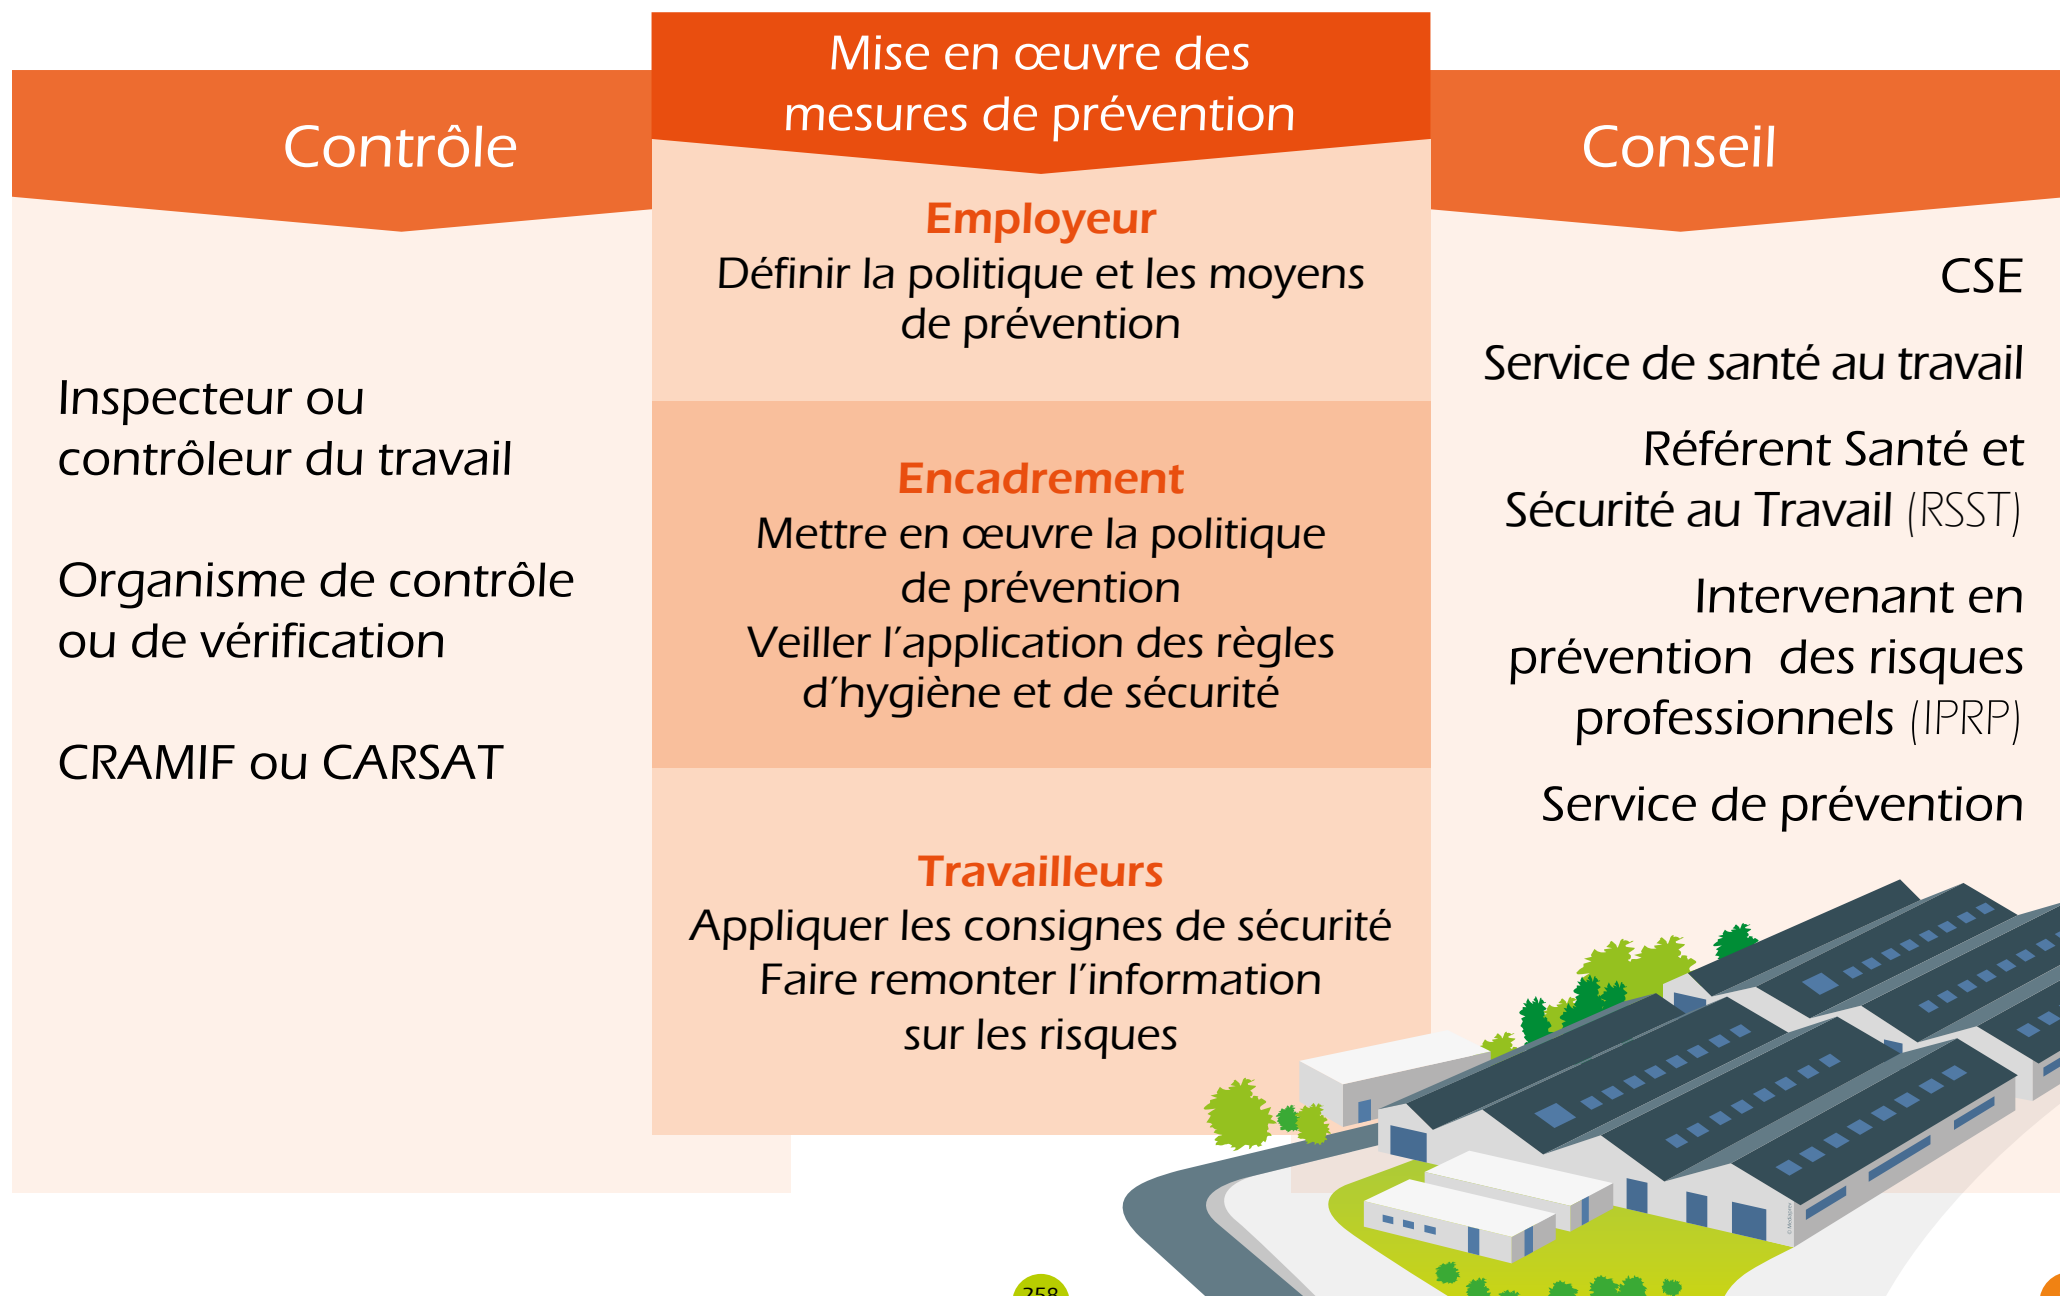 Contrôle
Inspecteur ou
contrôleur du travail
Organisme de contrôle
ou de vérification
CRAMIF ou CARSAT
Mise en œuvre des
mesures de prévention
Employeur
Définir la politique et les moyens
de prévention
Encadrement
Mettre en œuvre la politique
de prévention
Veiller l’application des règles
d’hygiène et de sécurité
Travailleurs
Appliquer les consignes de sécurité
Faire remonter l’information
sur les risques
Conseil
CSE
Service de santé au travail
Référent Santé et
Sécurité au Travail (RSST)
Intervenant en
prévention des risques
professionnels (IPRP)
Service de prévention
258